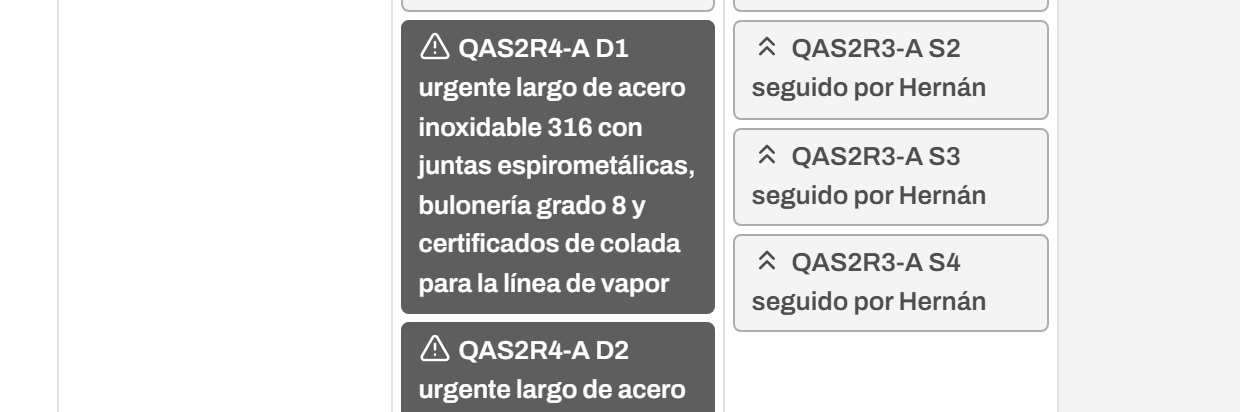 QAS2R4-A D1
urgente largo de acero
inoxidable 316 con
juntas espirometálicas,
bulonería grado 8 y
certificados de colada
para la línea de vapor
QAS2R4-A D2
urgente largo de acero
QAS2R3-A S2
seguido por Hernán
QAS2R3-A S3
seguido por Hernán
QAS2R3-A S4
seguido por Hernán